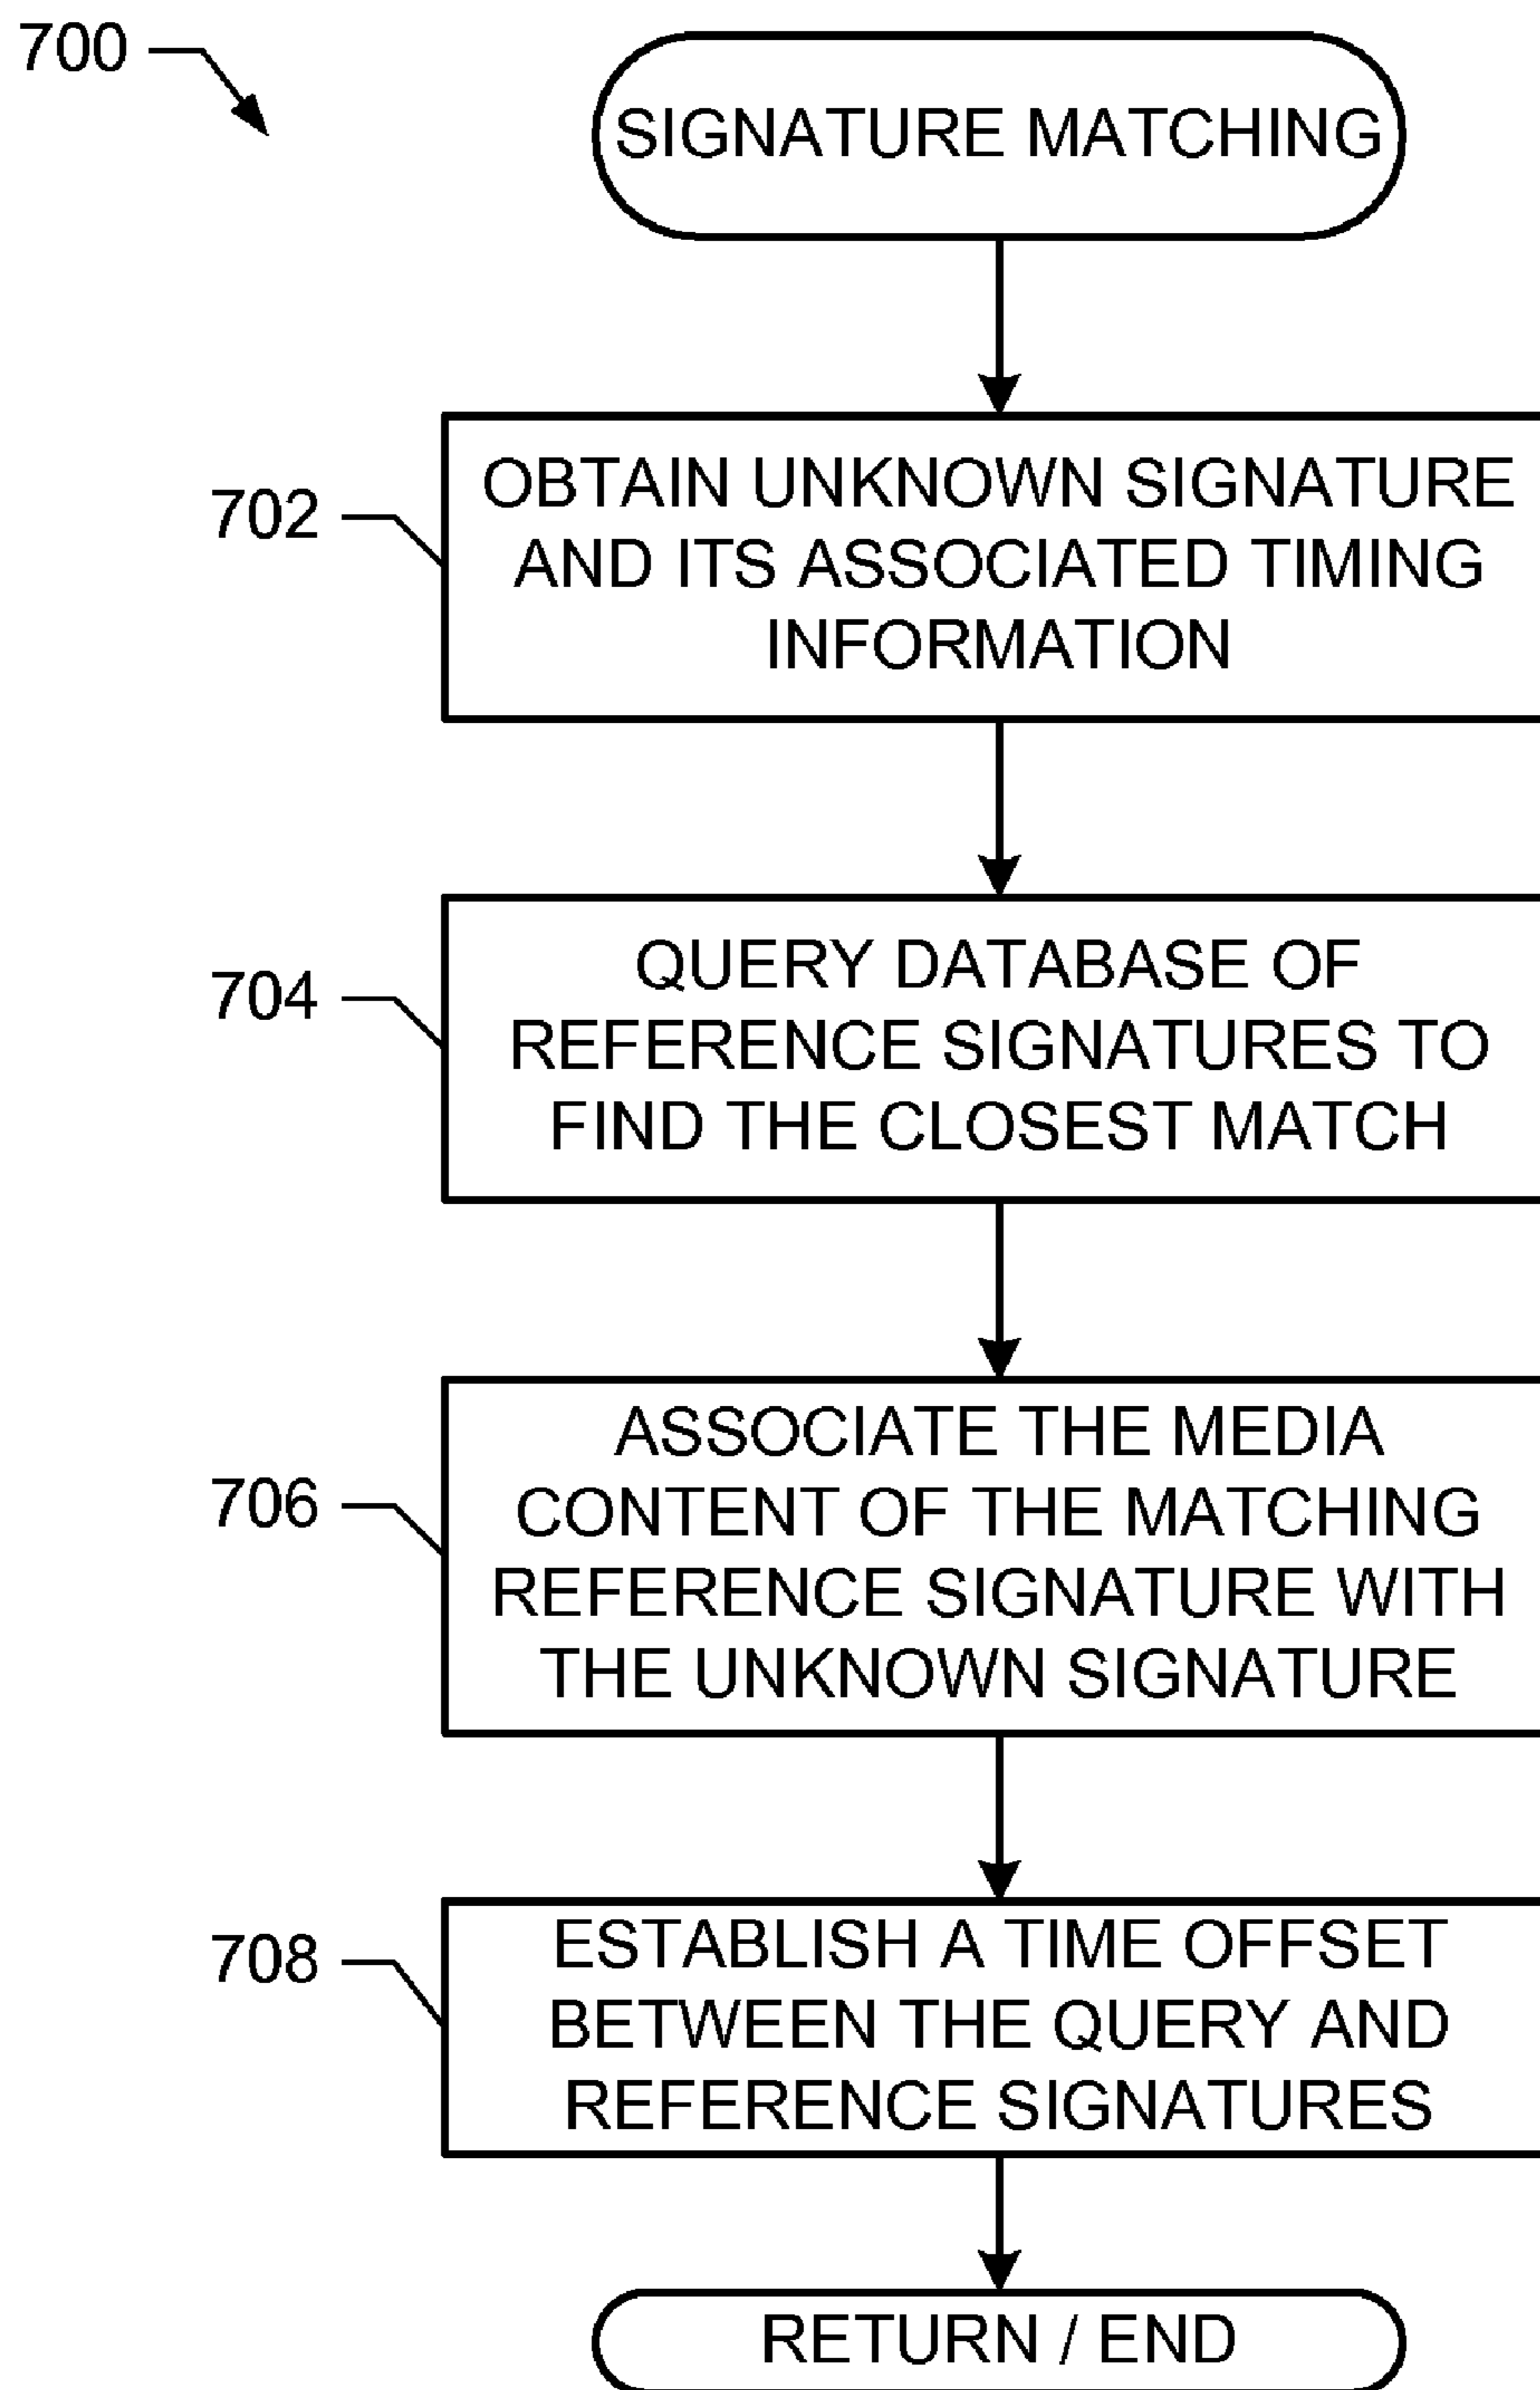 700
SIGNATURE MATCHING
702
OBTAIN UNKNOWN SIGNATURE
AND ITS ASSOCIATED TIMING
INFORMATION
704
QUERY DATABASE OF
REFERENCE SIGNATURES TO
FIND THE CLOSEST MATCH
706
ASSOCIATE THE MEDIA
CONTENT OF THE MATCHING
REFERENCE SIGNATURE WITH
THE UNKNOWN SIGNATURE
708
ESTABLISH A TIME OFFSET
BETWEEN THE QUERY AND
REFERENCE SIGNATURES
RETURN / END